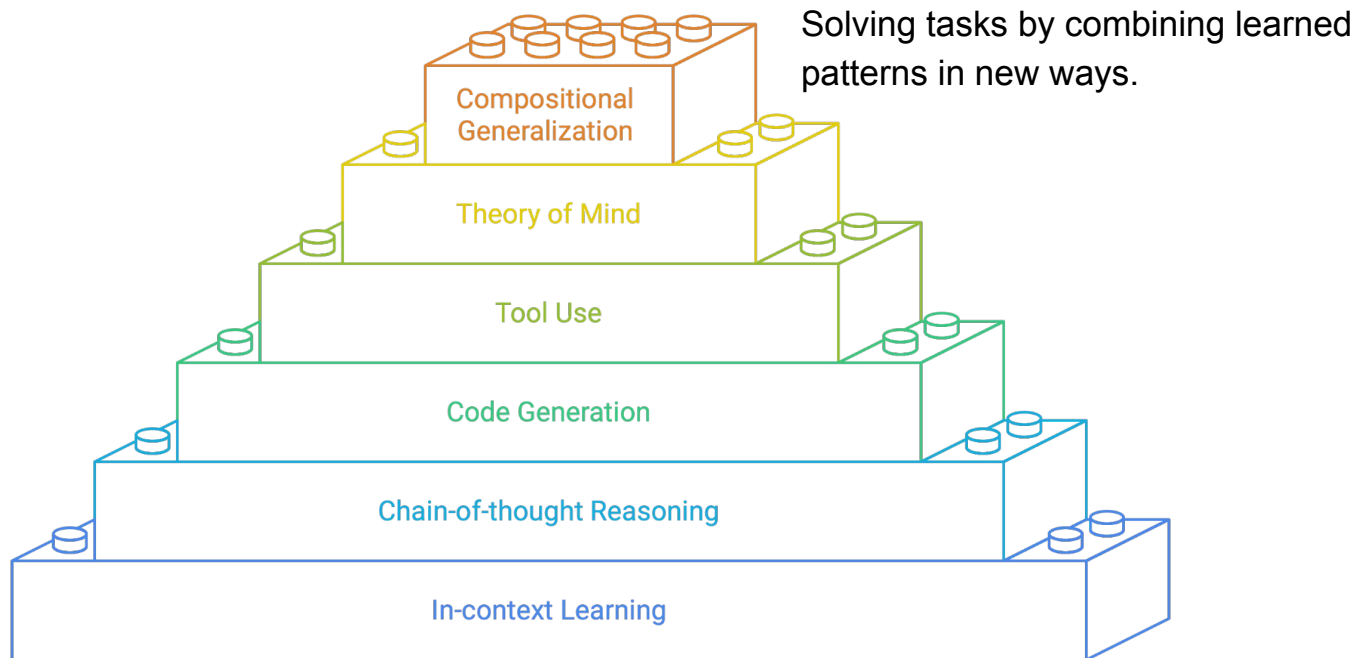 Solving tasks by combining learned
patterns in new ways.
Compositional
Generalization
Theory of Mind
Tool Use
Code Generation
Chain-of-thought Reasoning
In-context Learning